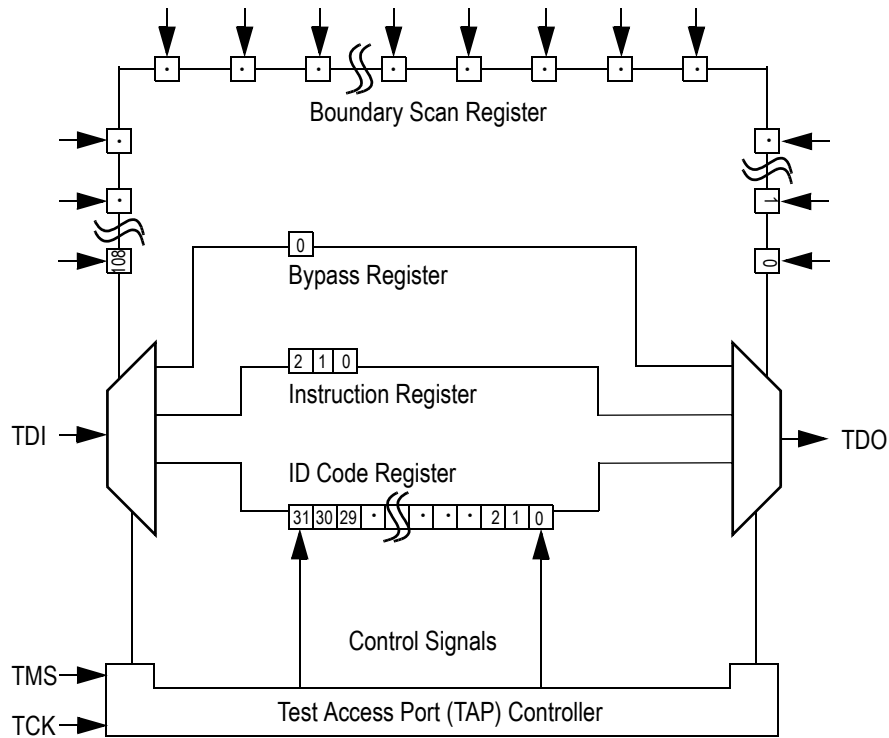 Boundary Scan Register
1
108
0
0
Bypass Register
2 1 0
Instruction Register
TDI
TDO
ID Code Register
31 30 29 · · · · 2 1 0
Control Signals
TMS
Test Access Port (TAP) Controller
TCK